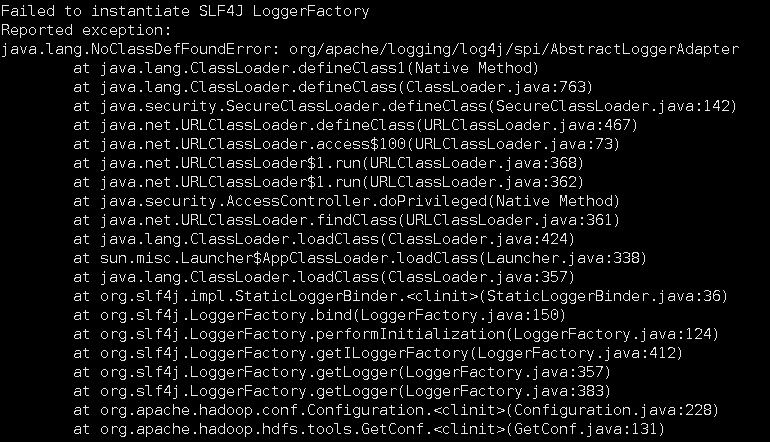 Failed to instantiate SLF4J LoggerFactory
Reported exception:
java.lang.NoClassDefFoundError: org/apache/logging/log4j/spi/AbstractLoggerAdapter
at java.lang.ClassLoader.defineClass1(Native Method)
at java.lang.ClassLoader.defineClass(ClassLoader.java:763)
at java.security.SecureClassLoader.defineClass(SecureClassLoader.java:142)
at java.net.URLClassLoader.defineClass(URLClassLoader.java:467)
at java.net.URLClassLoader.access$100(URLClassLoader.java:73)
at java.net.URLClassLoader$1.run(URLClassLoader.java:368)
at java.net.URLClassLoader$1.run(URLClassLoader.java:362)
at java.security.AccessController.doPrivileged(Native Method)
at java.net.URLClassLoader.findClass(URLClassLoader.java:361)
at java.lang.ClassLoader.loadClass(ClassLoader.java:424)
at sun.misc.Launcher$AppClassLoader.loadClass(Launcher.java:338)
at java.lang.ClassLoader.loadClass(ClassLoader.java:357)
at org.slf4j.impl.StaticLoggerBinder.<clinit>(StaticLoggerBinder.java:36)
at org.slf4j.LoggerFactory.bind(LoggerFactory.java:150)
at org.slf4j.LoggerFactory.performInitialization(LoggerFactory.java:124)
at org.slf4j.LoggerFactory.getILoggerFactory(LoggerFactory.java:412)
at org.slf4j.LoggerFactory.getLogger(LoggerFactory.java:357)
at org.slf4j.LoggerFactory.getLogger(LoggerFactory.java:383)
at org.apache.hadoop.conf.Configuration.<clinit>(Configuration.java:228)
at org.apache.hadoop.hdfs.tools.GetConf.<clinit>(GetConf.java:131)